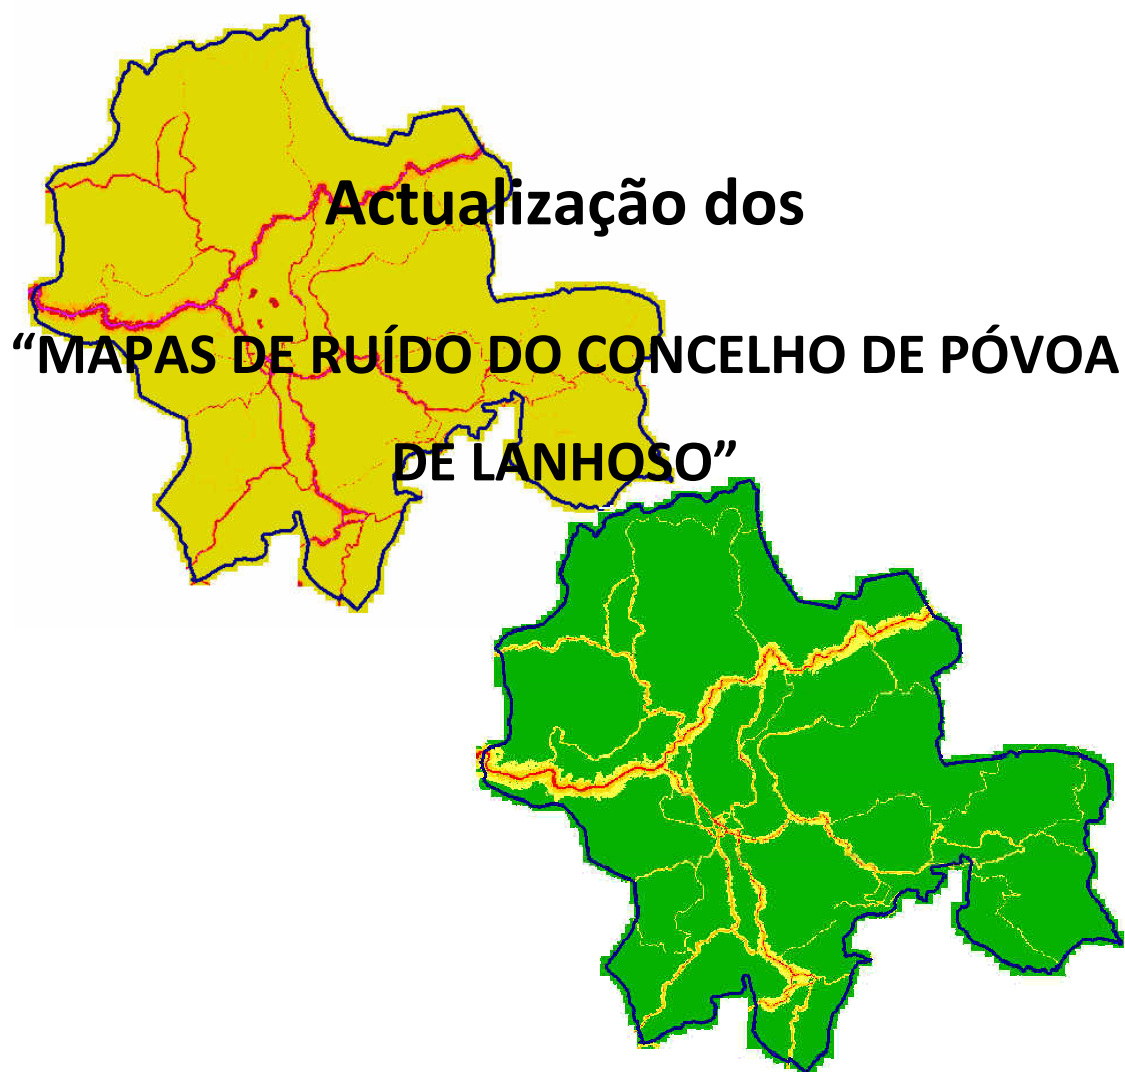 Actualização dos
“MAPAS DE RUÍDO DO CONCELHO DE PÓVOA
DE LANHOSO”